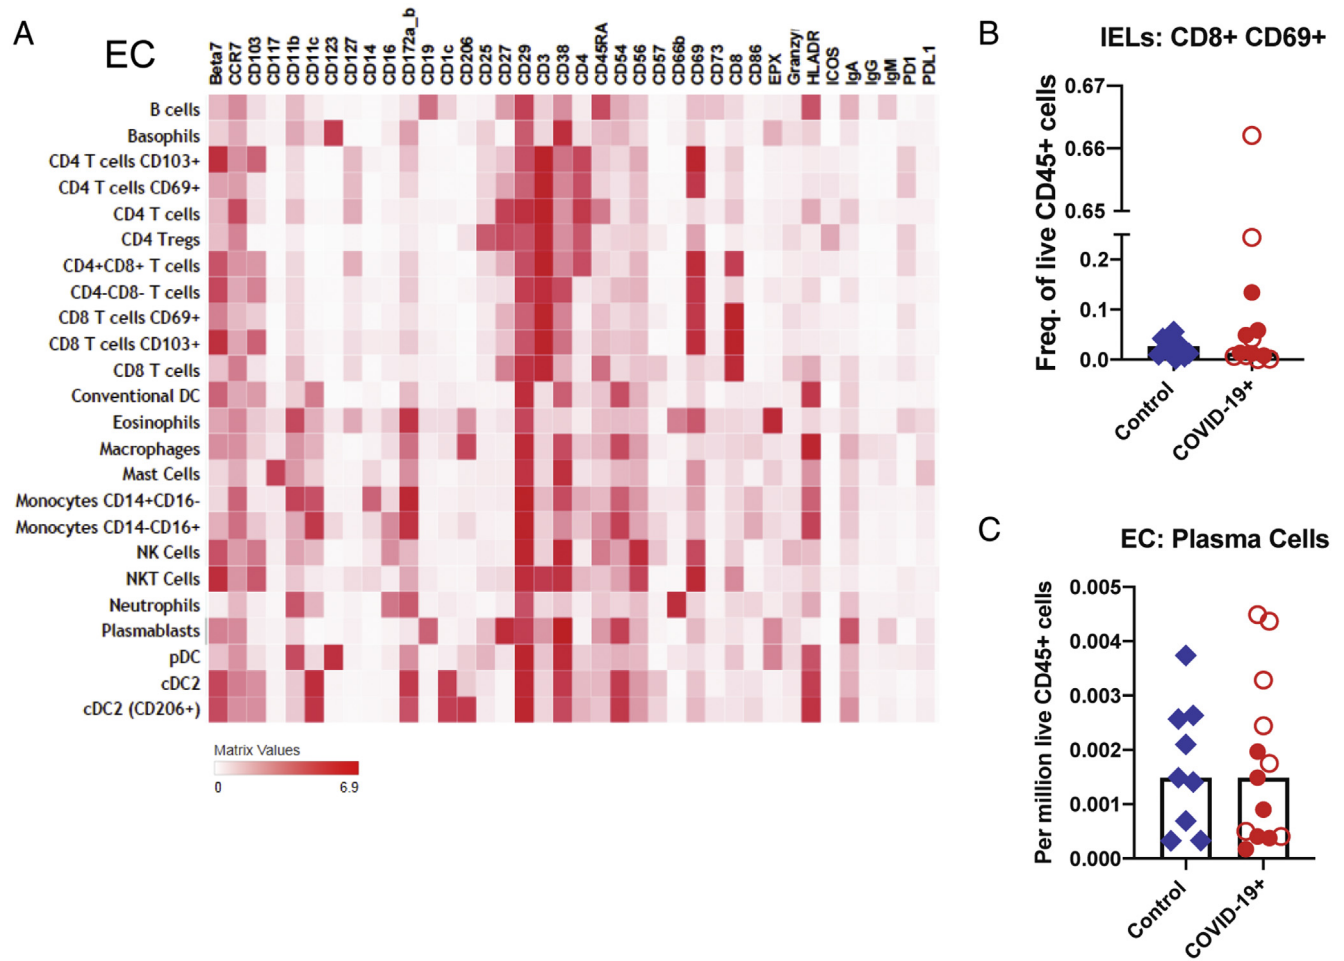 A
EC
Beta7
CCR7
CD103
CD117
CD11b
CD11c
CD123
CD127
CD14
CD16
CD172a_b
CD19
CD1c
CD206
CD25
CD27
CD29
CD3
CD38
CD4
CD45RA
CD54
CD56
CD57
CD66b
CD69
CD73
CD8
CD86
EPX
Granzy
HLADR
ICOS
IgA
IgG
IgM
PD1
PDL1
B cells
Basophils
CD4 T cells CD103+
CD4 T cells CD69+
CD4 T cells
CD4 Tregs
CD4+CD8+ T cells
CD4-CD8- T cells
CD8 T cells CD69+
CD8 T cells CD103+
CD8 T cells
Conventional DC
Eosinophils
Macrophages
Mast Cells
Monocytes CD14+CD16-
Monocytes CD14-CD16+
NK Cells
NKT Cells
Neutrophils
Plasmablasts
pDC
cDC2
cDC2 (CD206+)
Matrix Values
0 6.9
B
IELs: CD8+ CD69+
Freq. of live CD45+ cells
0.67
0.66
0.65
0.2
0.1
0.0
Control
COVID-19+
C
EC: Plasma Cells
Per million live CD45+ cells
0.005
0.004
0.003
0.002
0.001
0.000
Control
COVID-19+